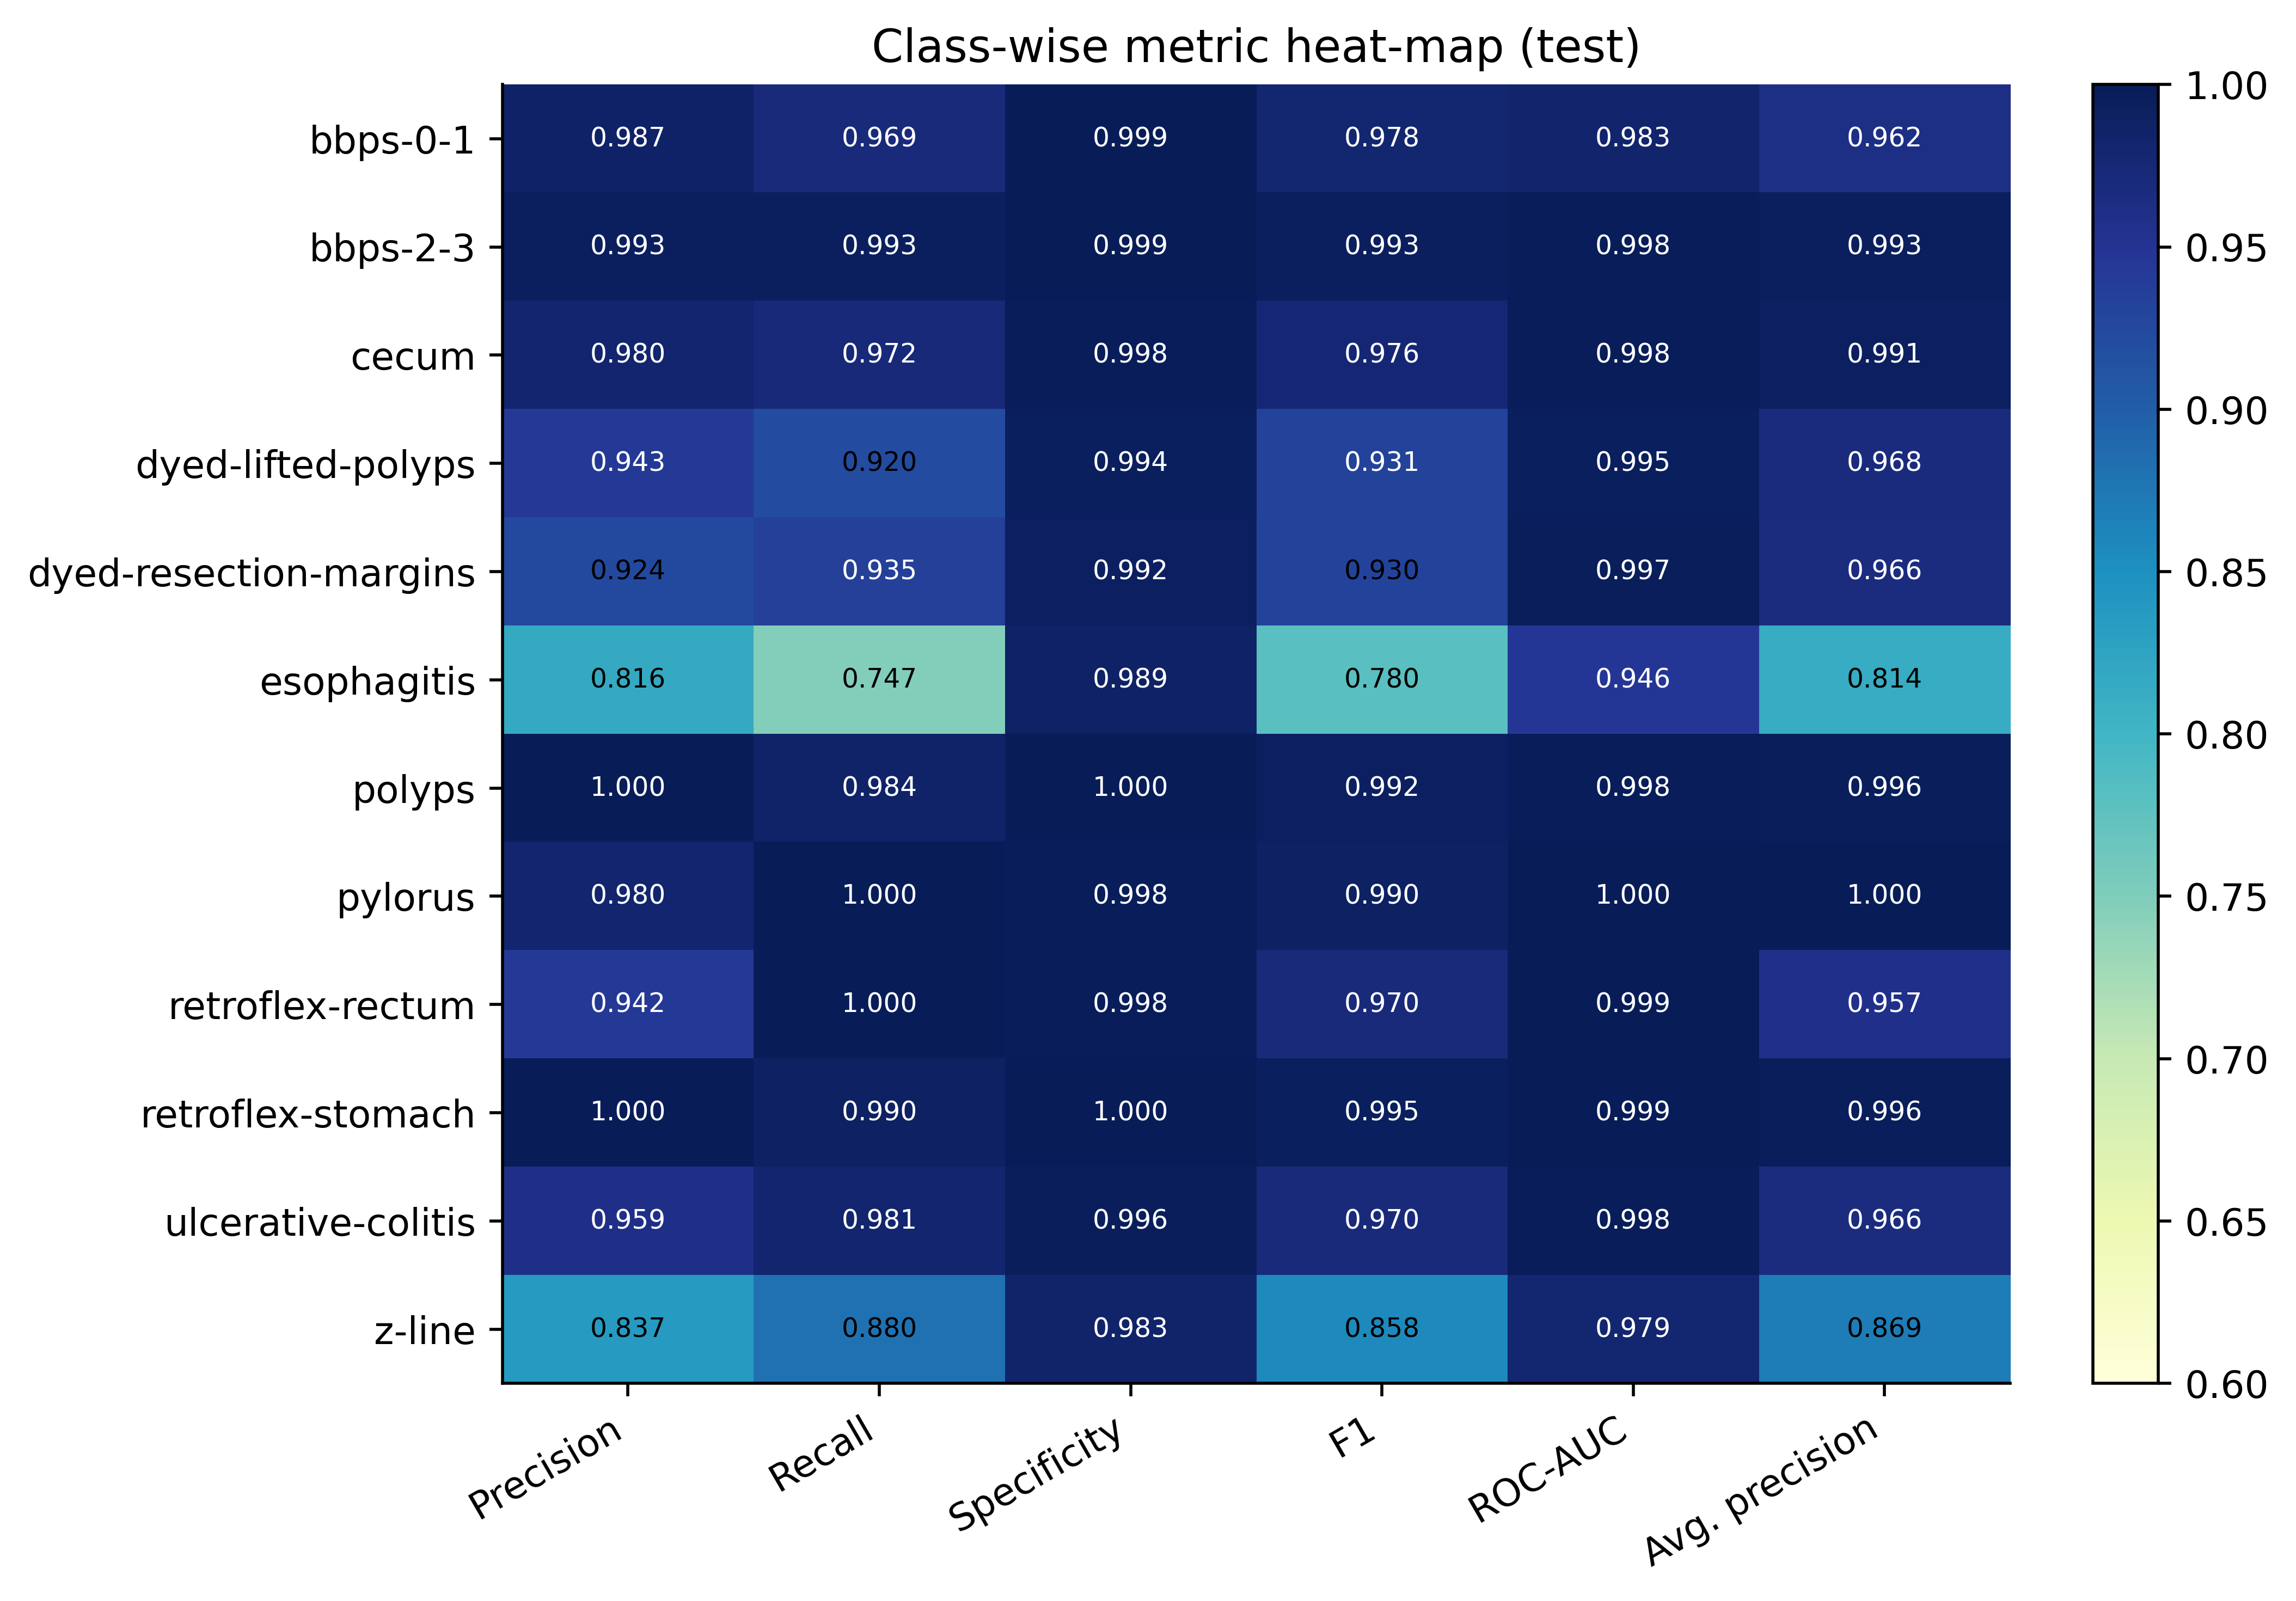 Class-wise metric heat-map (test)
bbps-0-1 0.987 0.969 0.999 0.978 0.983 0.962
bbps-2-3 0.993 0.993 0.999 0.993 0.998 0.993
cecum 0.980 0.972 0.998 0.976 0.998 0.991
dyed-lifted-polyps 0.943 0.920 0.994 0.931 0.995 0.968
dyed-resection-margins 0.924 0.935 0.992 0.930 0.997 0.966
esophagitis 0.816 0.747 0.989 0.780 0.946 0.814
polyps 1.000 0.984 1.000 0.992 0.998 0.996
pylorus 0.980 1.000 0.998 0.990 1.000 1.000
retroflex-rectum 0.942 1.000 0.998 0.970 0.999 0.957
retroflex-stomach 1.000 0.990 1.000 0.995 0.999 0.996
ulcerative-colitis 0.959 0.981 0.996 0.970 0.998 0.966
z-line 0.837 0.880 0.983 0.858 0.979 0.869
Precision Recall Specificity F1 ROC-AUC Avg. precision
1.00
0.95
0.90
0.85
0.80
0.75
0.70
0.65
0.60